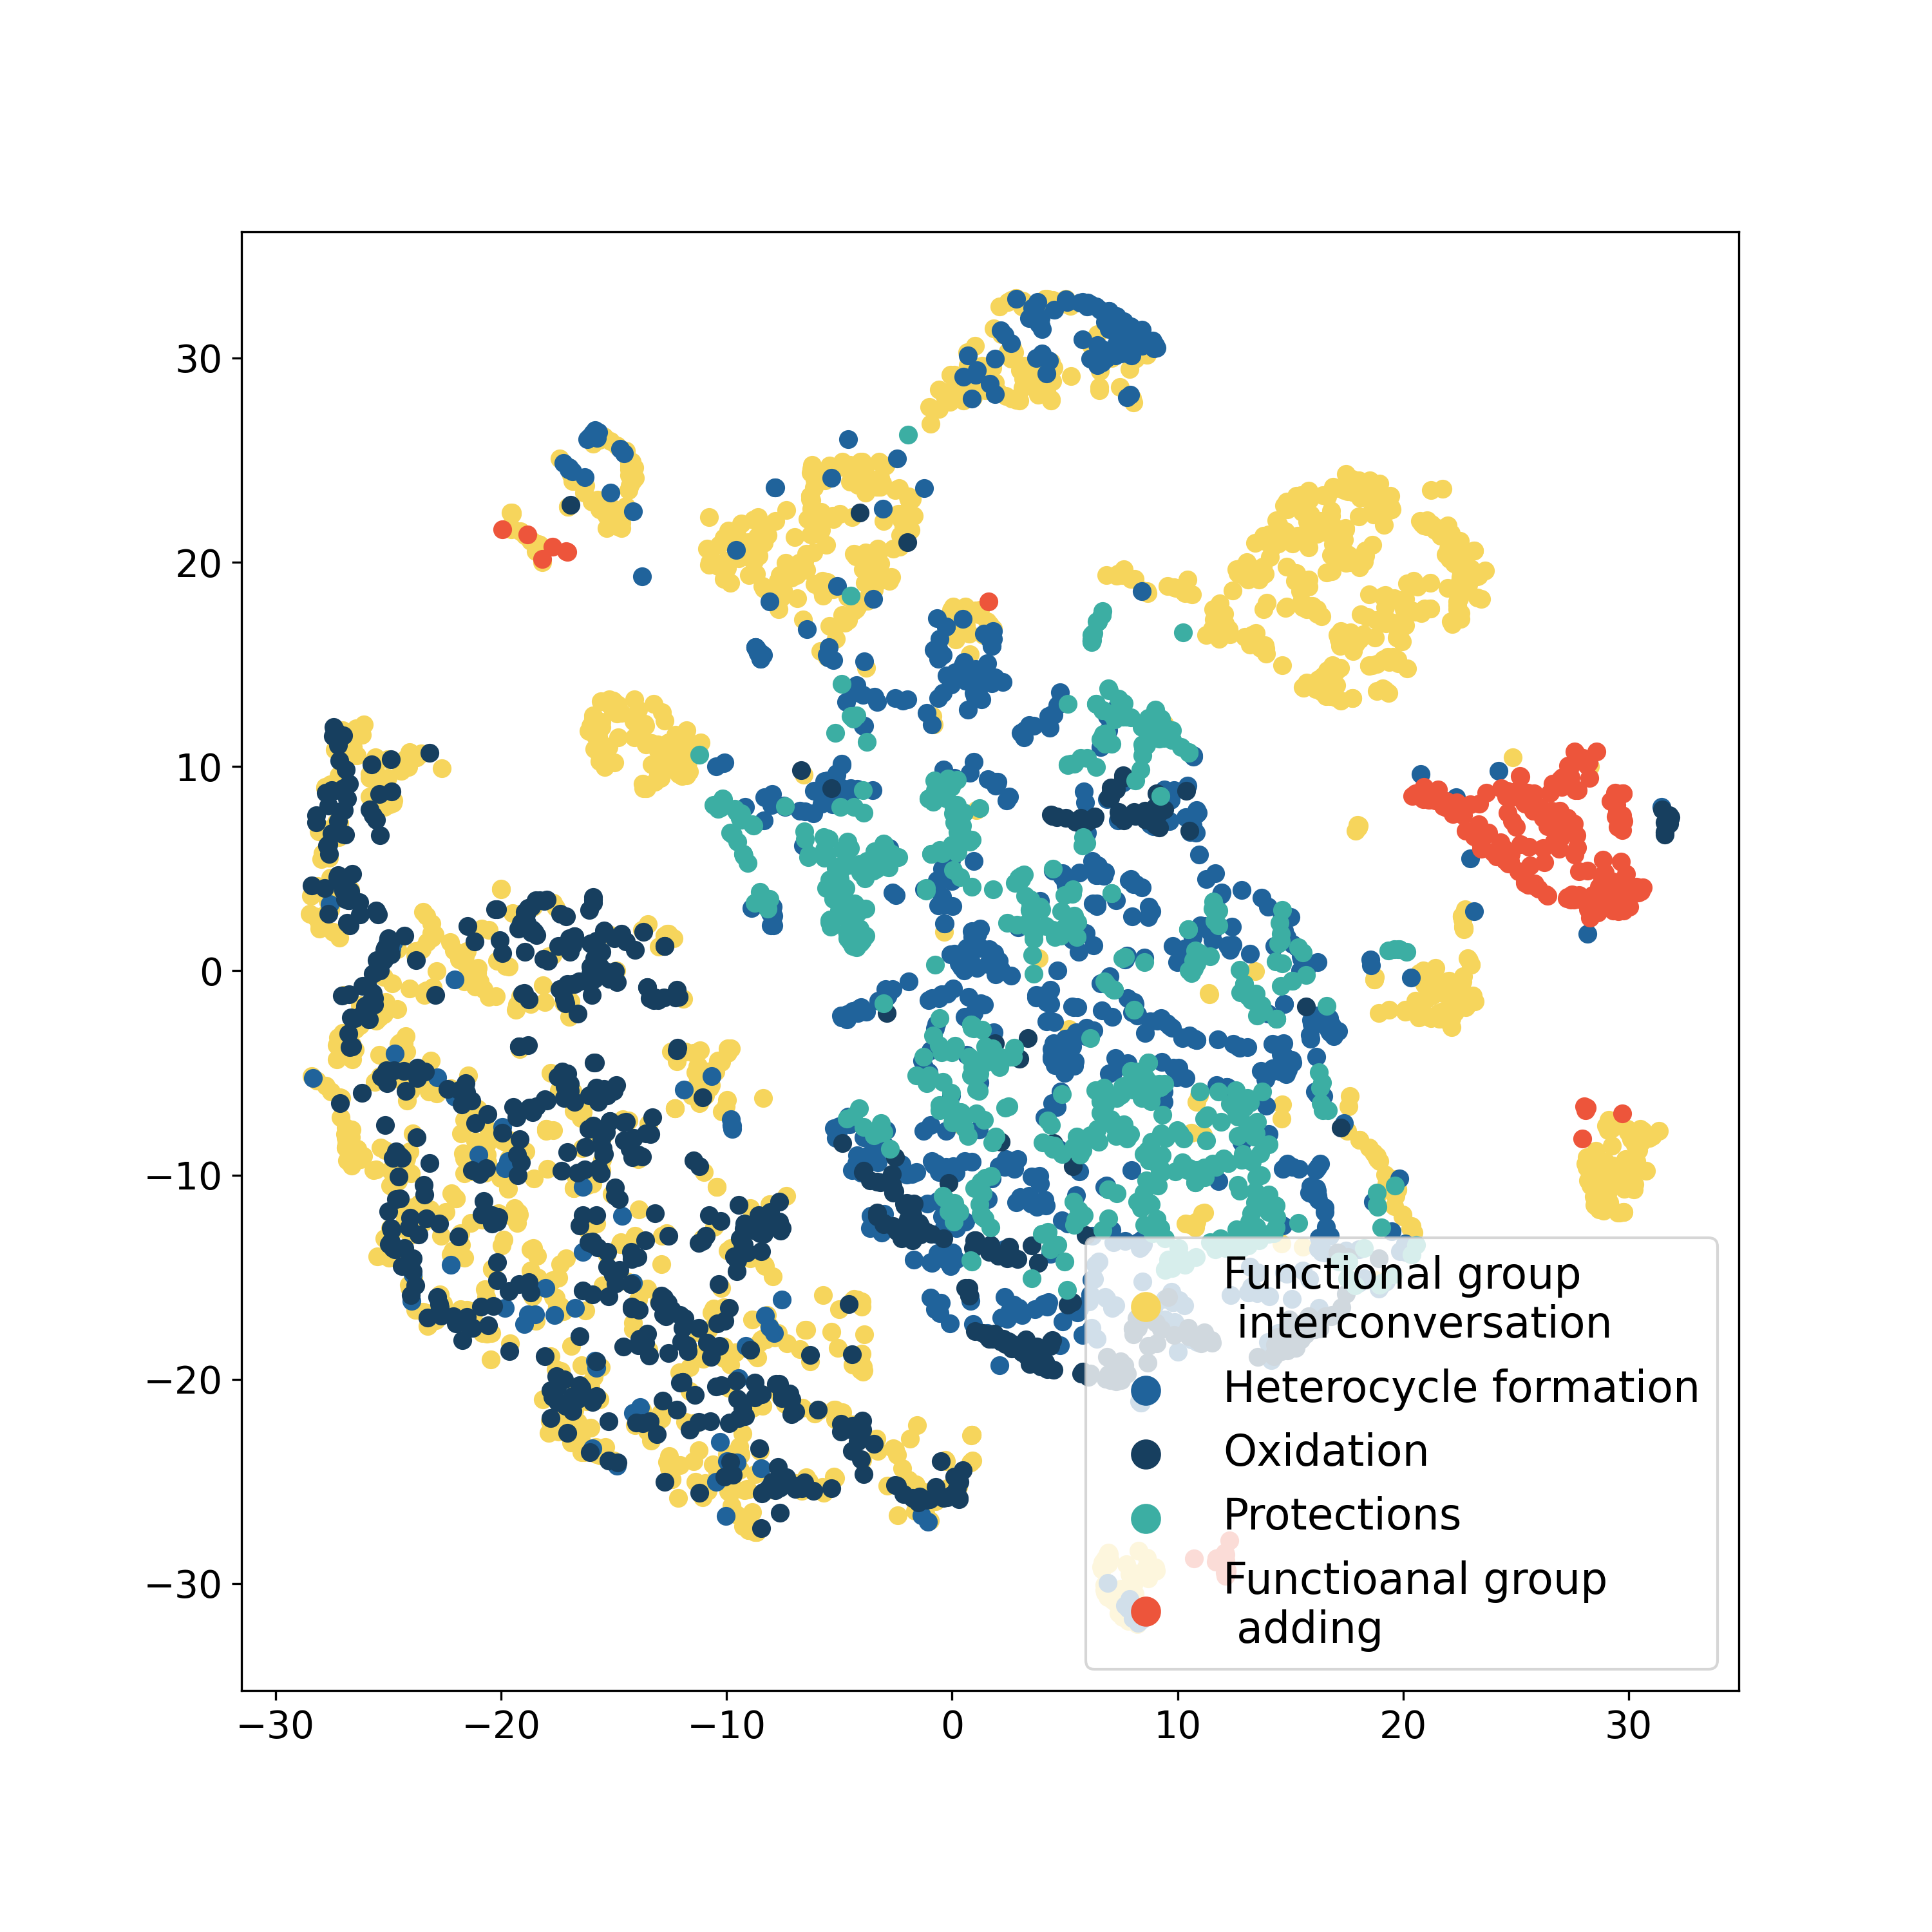 30
20
10
0
−10
−20
−30
−30 −20 −10 0 10 20 30
Functional group
interconversation
Heterocycle formation
Oxidation
Protections
Functioanal group
adding